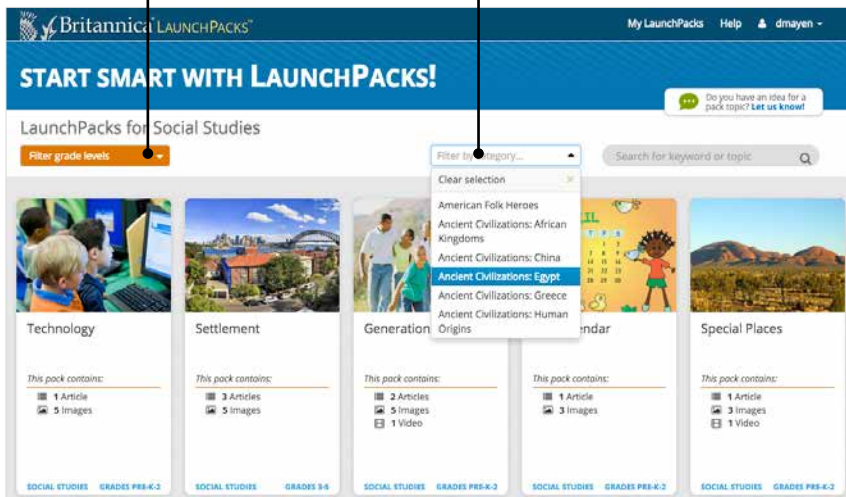 Britannica LAUNCHPACKS™
My LaunchPacks Help dmayen
START SMART WITH LAUNCHPACKS!
Do you have an idea for a
pack topic? Let us know!
LaunchPacks for Social Studies
Filter grade levels
Filter by category...
Search for keyword or topic
Clear selection ×
American Folk Heroes
Ancient Civilizations: African
Kingdoms
Ancient Civilizations: China
Ancient Civilizations: Egypt
Ancient Civilizations: Greece
Ancient Civilizations: Human
Origins
Technology
This pack contains:
1 Article
5 Images
SOCIAL STUDIES GRADES PRE-K-2
Settlement
This pack contains:
3 Articles
5 Images
SOCIAL STUDIES GRADES 3-5
Generation
This pack contains:
2 Articles
5 Images
1 Video
SOCIAL STUDIES GRADES PRE-K-2
ndar
This pack contains:
1 Article
3 Images
SOCIAL STUDIES GRADES PRE-K-2
Special Places
This pack contains:
1 Article
3 Images
1 Video
SOCIAL STUDIES GRADES PRE-K-2